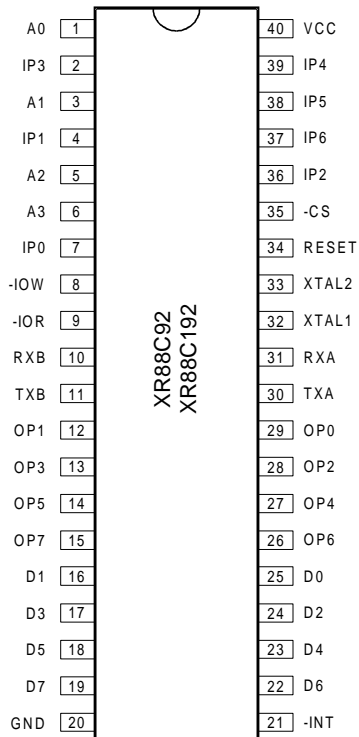 A0 1 40 VCC
IP3 2 39 IP4
A1 3 38 IP5
IP1 4 37 IP6
A2 5 36 IP2
A3 6 35 -CS
IP0 7 34 RESET
-IOW 8 33 XTAL2
-IOR 9 32 XTAL1
RXB 10 31 RXA
TXB 11 30 TXA
OP1 12 29 OP0
OP3 13 28 OP2
OP5 14 27 OP4
OP7 15 26 OP6
D1 16 25 D0
D3 17 24 D2
D5 18 23 D4
D7 19 22 D6
GND 20 21 -INT
XR88C92
XR88C192